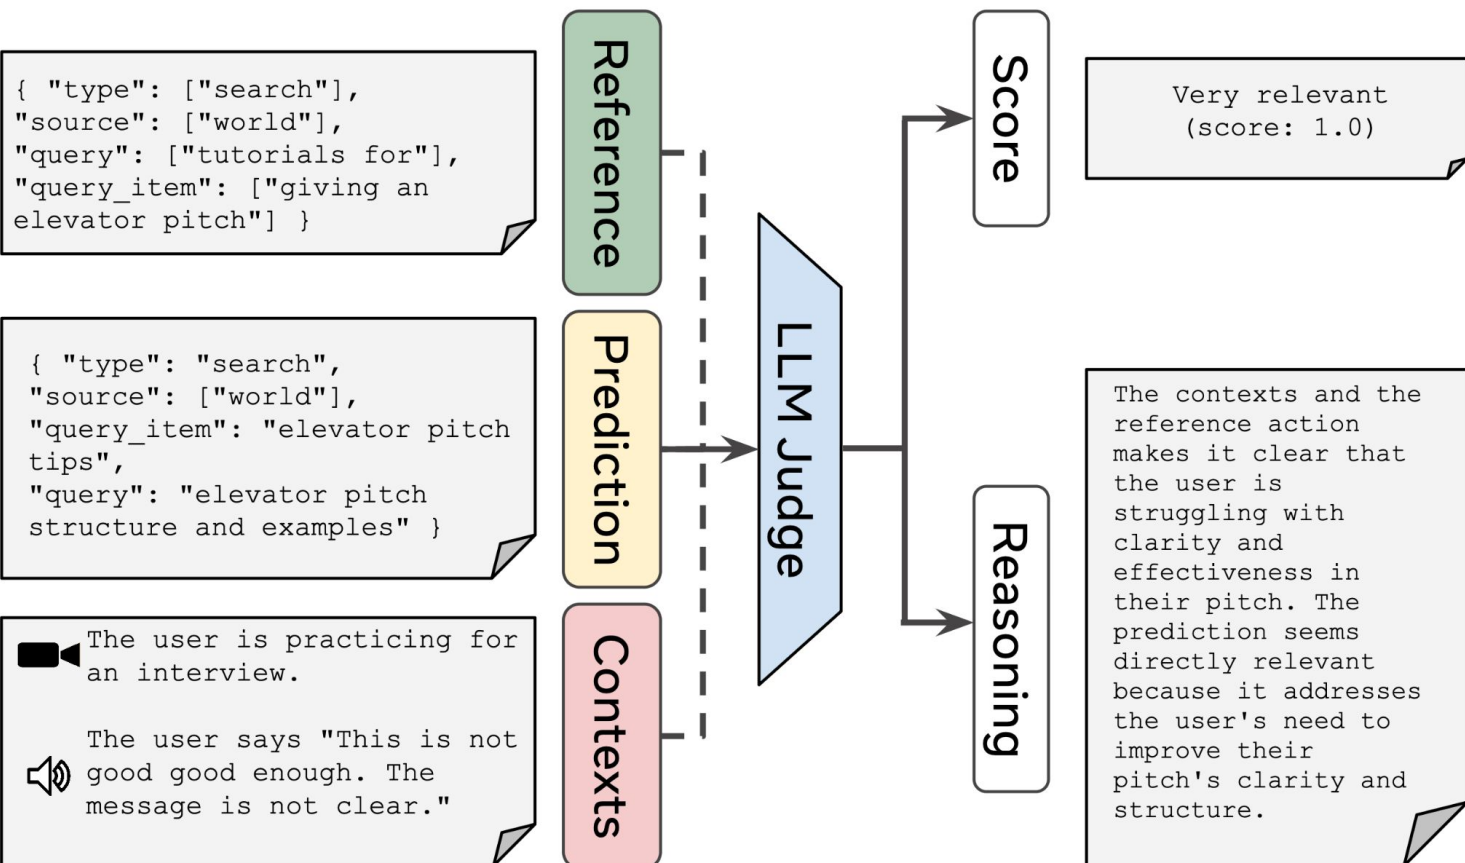 { "type": ["search"],
"source": ["world"],
"query": ["tutorials for"],
"query_item": ["giving an
elevator pitch"] }
Reference
{ "type": "search",
"source": ["world"],
"query_item": "elevator pitch
tips",
"query": "elevator pitch
structure and examples" }
Prediction
The user is practicing for
an interview.
The user says "This is not
good good enough. The
message is not clear."
Contexts
LLM Judge
Score
Very relevant
(score: 1.0)
Reasoning
The contexts and the
reference action
makes it clear that
the user is
struggling with
clarity and
effectiveness in
their pitch. The
prediction seems
directly relevant
because it addresses
the user's need to
improve their
pitch's clarity and
structure.